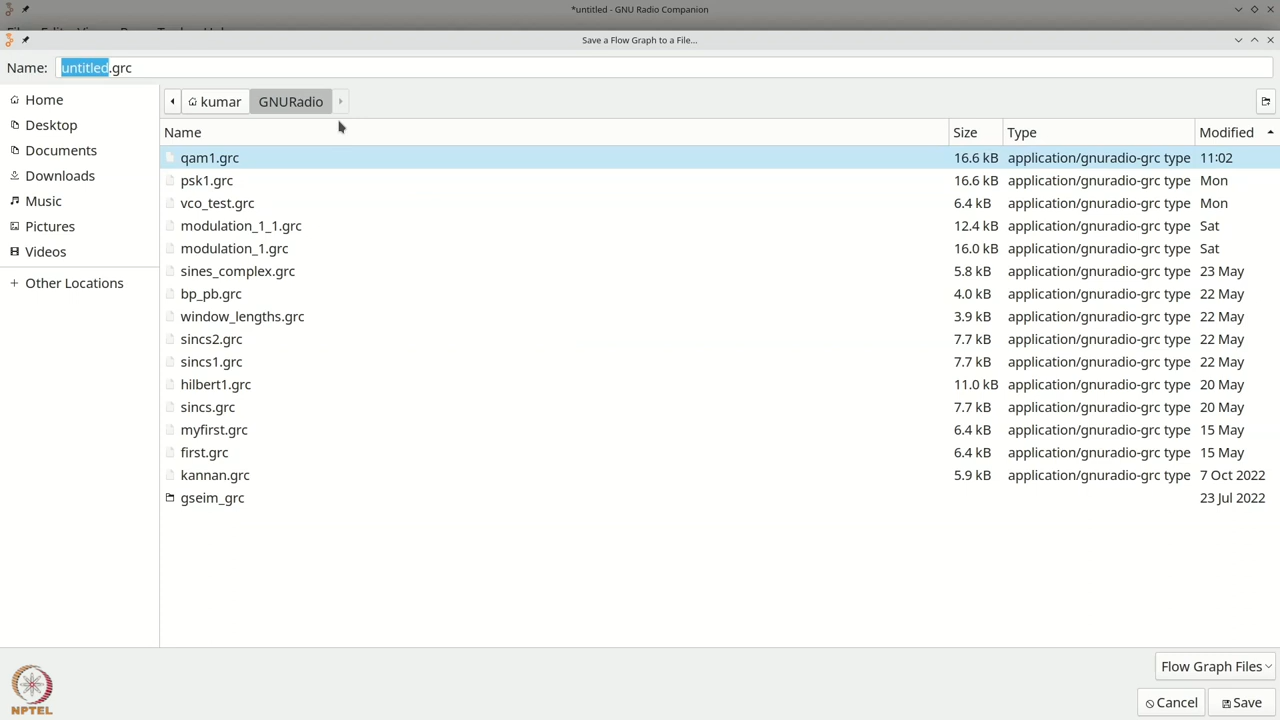 *untitled - GNU Radio Companion
Save a Flow Graph to a File...
Name: untitled.grc
Home
Desktop
Documents
Downloads
Music
Pictures
Videos
Other Locations
kumar GNURadio
Name Size Type Modified
qam1.grc 16.6 kB application/gnuradio-grc type 11:02
psk1.grc 16.6 kB application/gnuradio-grc type Mon
vco_test.grc 6.4 kB application/gnuradio-grc type Mon
modulation_1_1.grc 12.4 kB application/gnuradio-grc type Sat
modulation_1.grc 16.0 kB application/gnuradio-grc type Sat
sines_complex.grc 5.8 kB application/gnuradio-grc type 23 May
bp_pb.grc 4.0 kB application/gnuradio-grc type 22 May
window_lengths.grc 3.9 kB application/gnuradio-grc type 22 May
sincs2.grc 7.7 kB application/gnuradio-grc type 22 May
sincs1.grc 7.7 kB application/gnuradio-grc type 22 May
hilbert1.grc 11.0 kB application/gnuradio-grc type 20 May
sincs.grc 7.7 kB application/gnuradio-grc type 20 May
myfirst.grc 6.4 kB application/gnuradio-grc type 15 May
first.grc 6.4 kB application/gnuradio-grc type 15 May
kannan.grc 5.9 kB application/gnuradio-grc type 7 Oct 2022
gseim_grc 23 Jul 2022
Flow Graph Files
Cancel Save
NPTEL